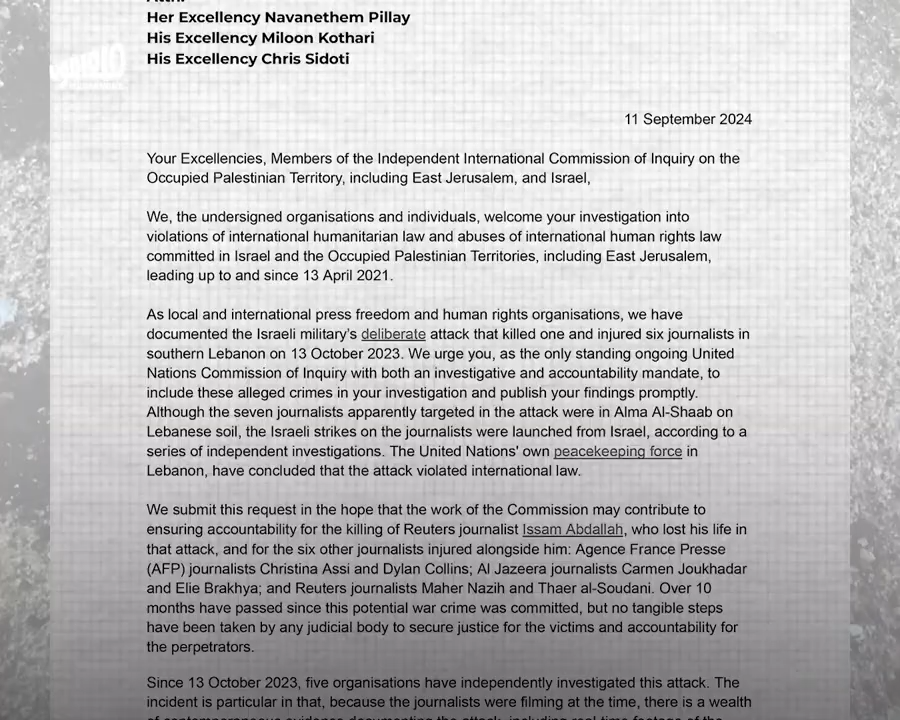 Her Excellency Navanethem Pillay
His Excellency Miloon Kothari
His Excellency Chris Sidoti
11 September 2024
Your Excellencies, Members of the Independent International Commission of Inquiry on the
Occupied Palestinian Territory, including East Jerusalem, and Israel,
We, the undersigned organisations and individuals, welcome your investigation into
violations of international humanitarian law and abuses of international human rights law
committed in Israel and the Occupied Palestinian Territories, including East Jerusalem,
leading up to and since 13 April 2021.
As local and international press freedom and human rights organisations, we have
documented the Israeli military's deliberate attack that killed one and injured six journalists in
southern Lebanon on 13 October 2023. We urge you, as the only standing ongoing United
Nations Commission of Inquiry with both an investigative and accountability mandate, to
include these alleged crimes in your investigation and publish your findings promptly.
Although the seven journalists apparently targeted in the attack were in Alma Al-Shaab on
Lebanese soil, the Israeli strikes on the journalists were launched from Israel, according to a
series of independent investigations. The United Nations' own peacekeeping force in
Lebanon, have concluded that the attack violated international law.
We submit this request in the hope that the work of the Commission may contribute to
ensuring accountability for the killing of Reuters journalist Issam Abdallah, who lost his life in
that attack, and for the six other journalists injured alongside him: Agence France Presse
(AFP) journalists Christina Assi and Dylan Collins; Al Jazeera journalists Carmen Joukhadar
and Elie Brakhya; and Reuters journalists Maher Nazih and Thaer al-Soudani. Over 10
months have passed since this potential war crime was committed, but no tangible steps
have been taken by any judicial body to secure justice for the victims and accountability for
the perpetrators.
Since 13 October 2023, five organisations have independently investigated this attack. The
incident is particular in that, because the journalists were filming at the time, there is a wealth